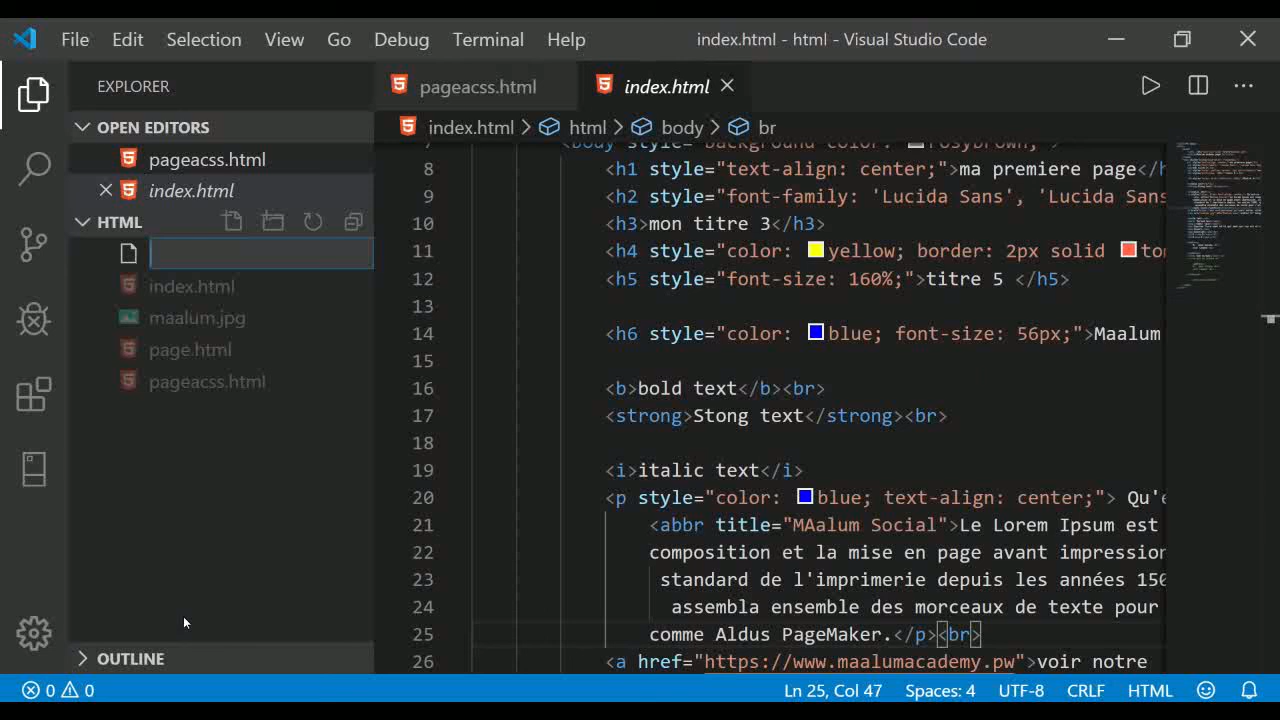 File Edit Selection View Go Debug Terminal Help index.html - html - Visual Studio Code
EXPLORER
OPEN EDITORS
pageacss.html
index.html
HTML
index.html
maalum.jpg
page.html
pageacss.html
OUTLINE
pageacss.html index.html
index.html > html > body > br
7 <body style="background-color: rosybrown;">
8 <h1 style="text-align: center;">ma premiere page</h
9 <h2 style="font-family: 'Lucida Sans', 'Lucida Sans
10 <h3>mon titre 3</h3>
11 <h4 style="color: yellow; border: 2px solid tom
12 <h5 style="font-size: 160%;">titre 5 </h5>
13
14 <h6 style="color: blue; font-size: 56px;">Maalum
15
16 <b>bold text</b><br>
17 <strong>Stong text</strong><br>
18
19 <i>italic text</i>
20 <p style="color: blue; text-align: center;"> Qu'e
21 <abbr title="MAalum Social">Le Lorem Ipsum est
22 composition et la mise en page avant impression
23 standard de l'imprimerie depuis les années 150
24 assembla ensemble des morceaux de texte pour
25 comme Aldus PageMaker.</p><br>
26 <a href="https://www.maalumacademy.pw">voir notre
0 0 Ln 25, Col 47 Spaces: 4 UTF-8 CRLF HTML